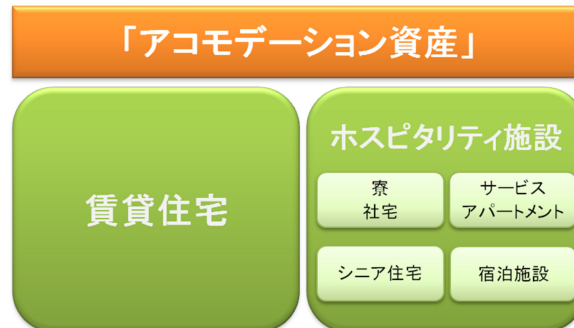 「アコモデーション資産」
賃貸住宅
ホスピタリティ施設
寮
社宅
サービス
アパートメント
シニア住宅
宿泊施設